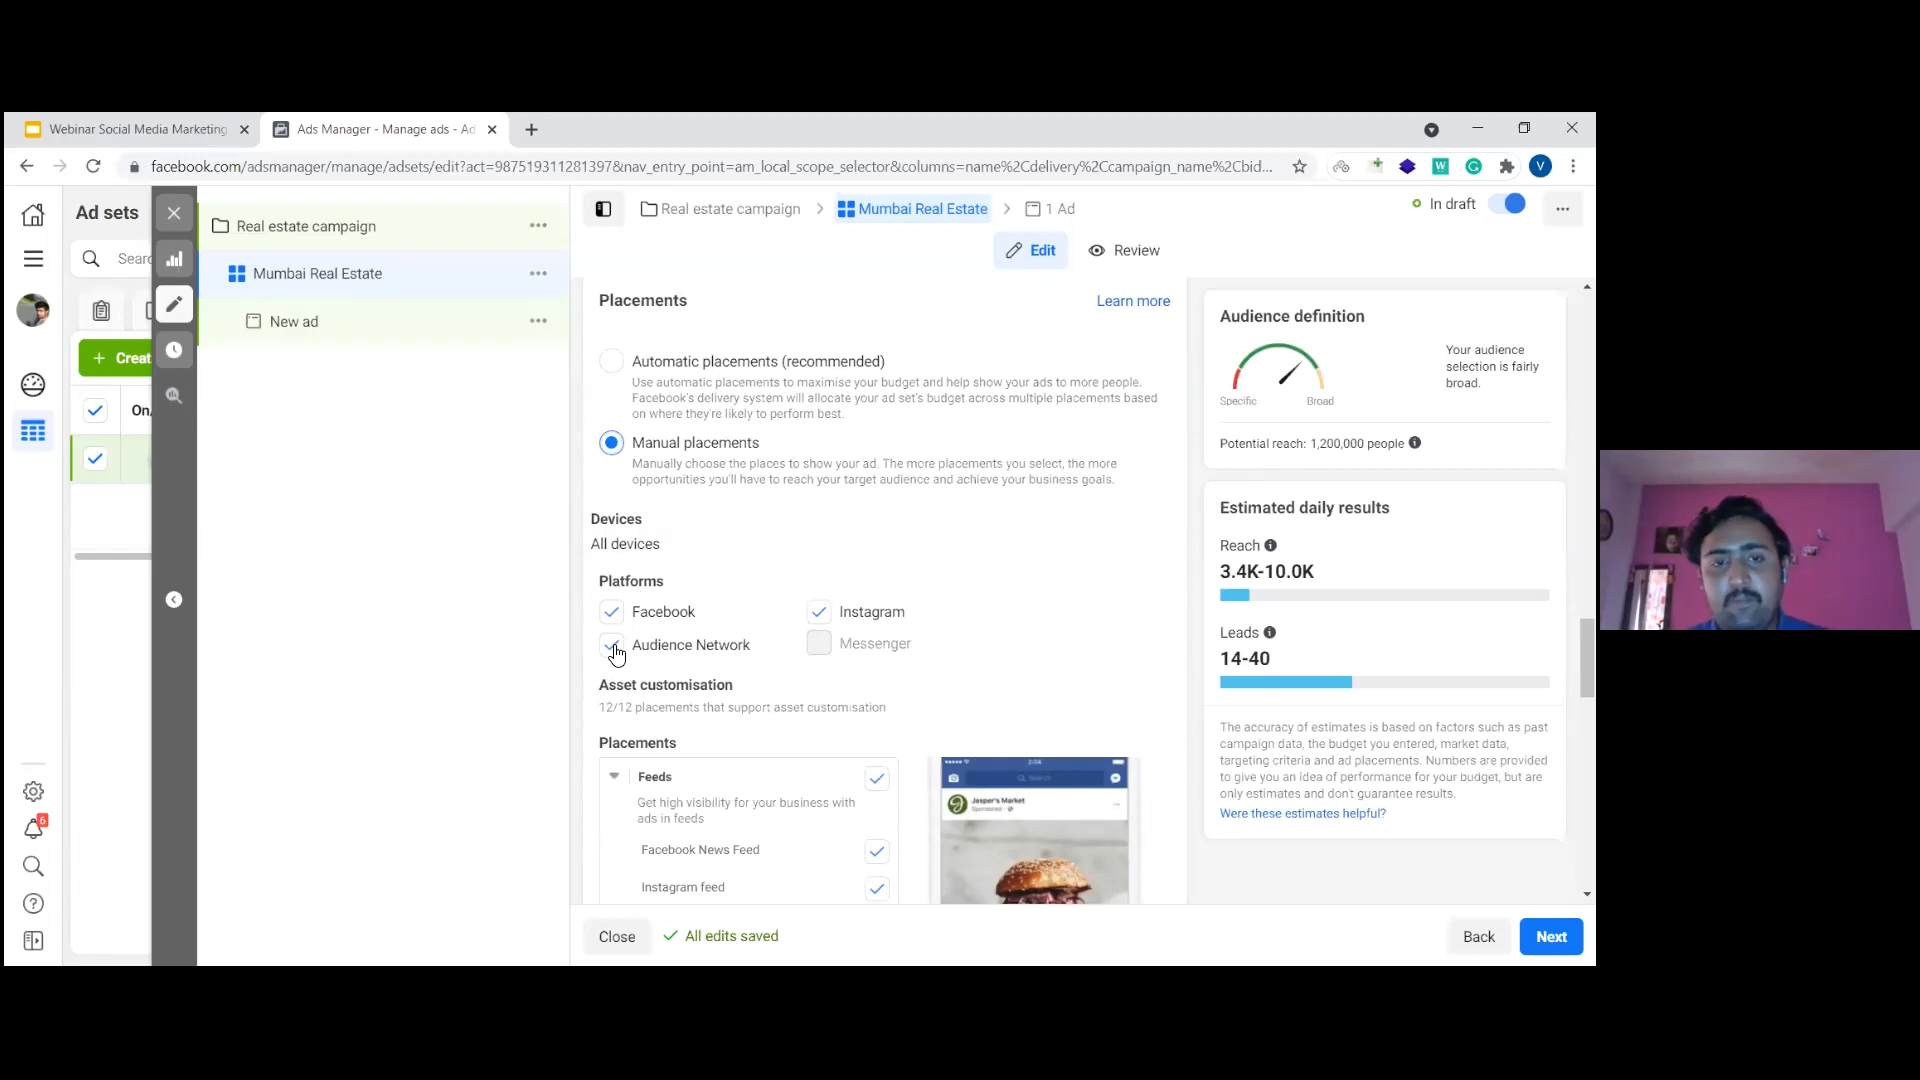 Webinar Social Media Marketing
Ads Manager - Manage ads - Ad
facebook.com/adsmanager/manage/adsets/edit?act=987519311281397&nav_entry_point=am_local_scope_selector&columns=name%2Cdelivery%2Ccampaign_name%2Cbid...
W
G
V
Ad sets
Sear
+ Creat
On/
6
Real estate campaign
Mumbai Real Estate
New ad
Real estate campaign > Mumbai Real Estate > 1 Ad
In draft
Edit
Review
Placements
Learn more
Automatic placements (recommended)
Use automatic placements to maximise your budget and help show your ads to more people.
Facebook's delivery system will allocate your ad set's budget across multiple placements based
on where they're likely to perform best.
Manual placements
Manually choose the places to show your ad. The more placements you select, the more
opportunities you'll have to reach your target audience and achieve your business goals.
Devices
All devices
Platforms
Facebook
Instagram
Audience Network
Messenger
Asset customisation
12/12 placements that support asset customisation
Placements
Feeds
Get high visibility for your business with
ads in feeds
Facebook News Feed
Instagram feed
2:04
Search
Jasper's Market
Sponsored
Audience definition
Your audience
selection is fairly
broad.
Specific
Broad
Potential reach: 1,200,000 people
Estimated daily results
Reach
3.4K-10.0K
Leads
14-40
The accuracy of estimates is based on factors such as past
campaign data, the budget you entered, market data,
targeting criteria and ad placements. Numbers are provided
to give you an idea of performance for your budget, but are
only estimates and don't guarantee results.
Were these estimates helpful?
Close
All edits saved
Back
Next